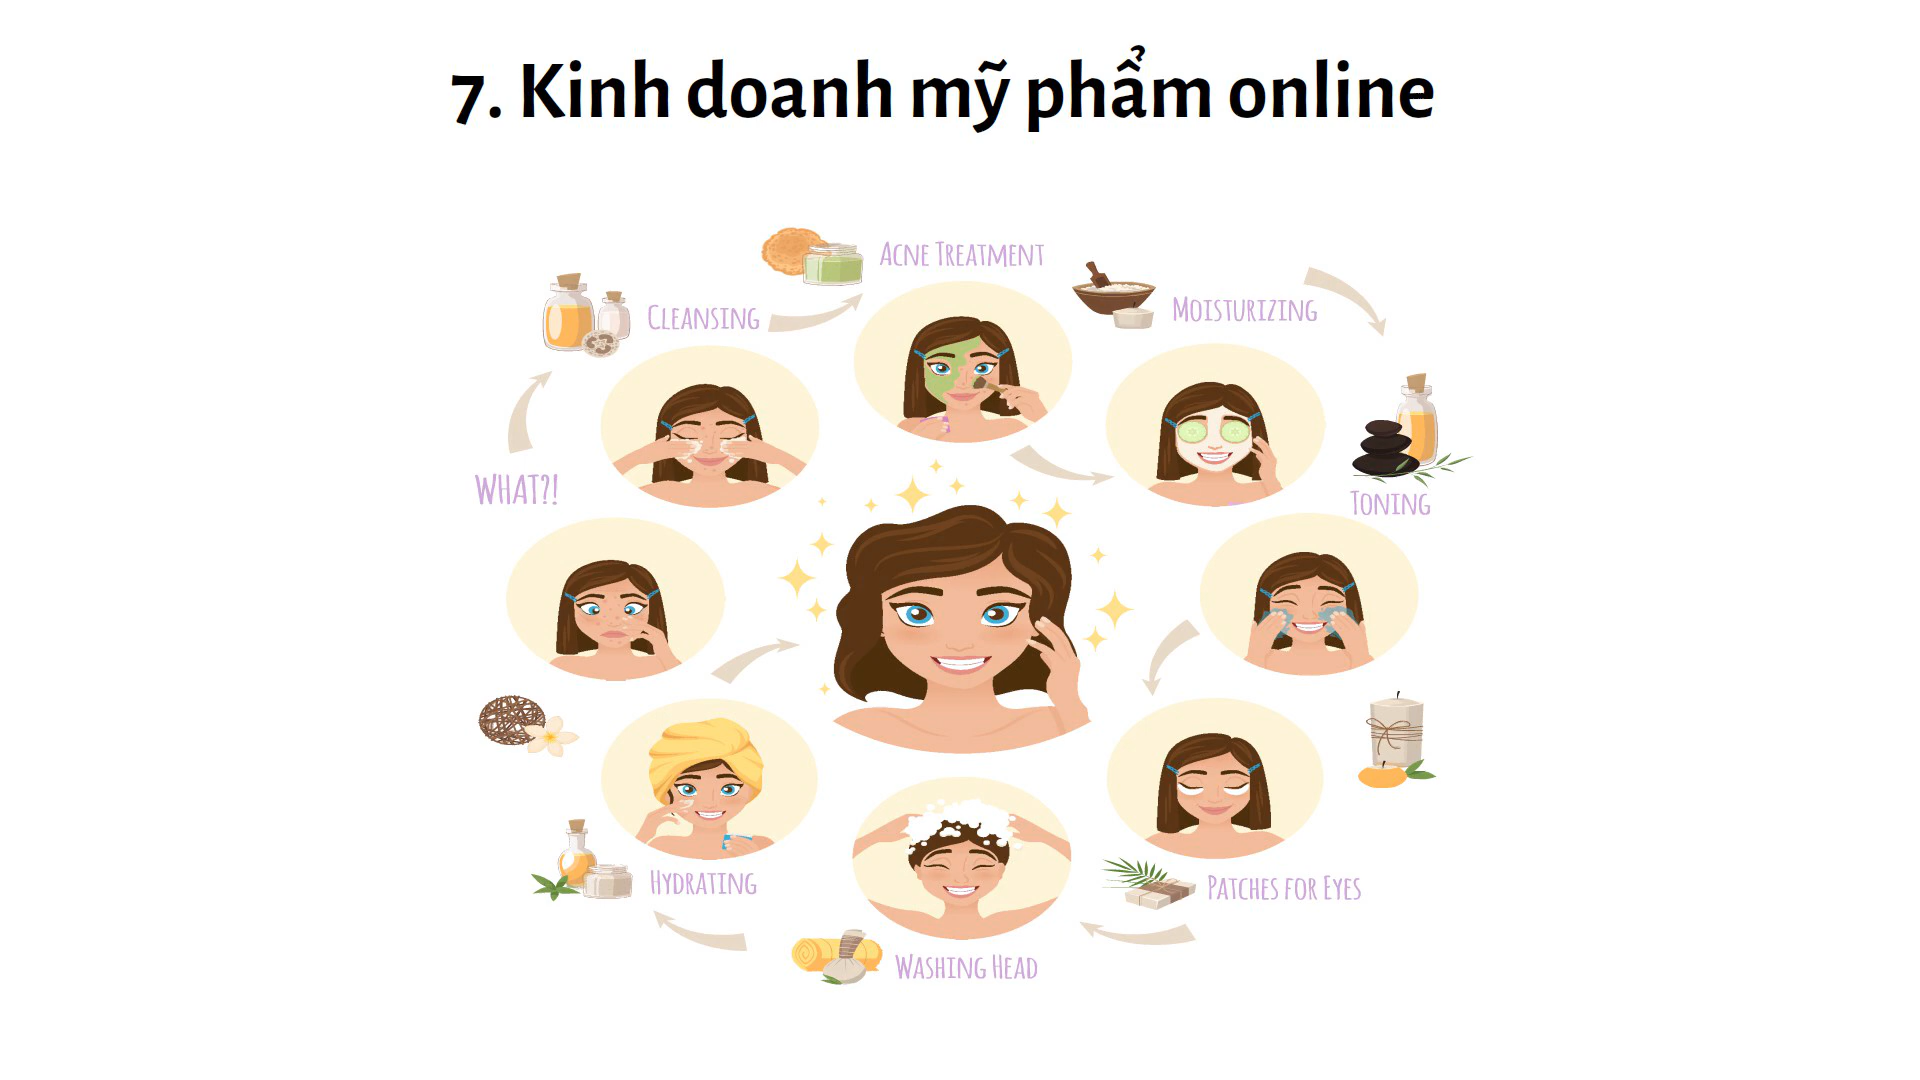 7. Kinh doanh mỹ phẩm online
Acne Treatment
Cleansing
Moisturizing
WHAT?!
Toning
Hydrating
Patches for Eyes
Washing Head